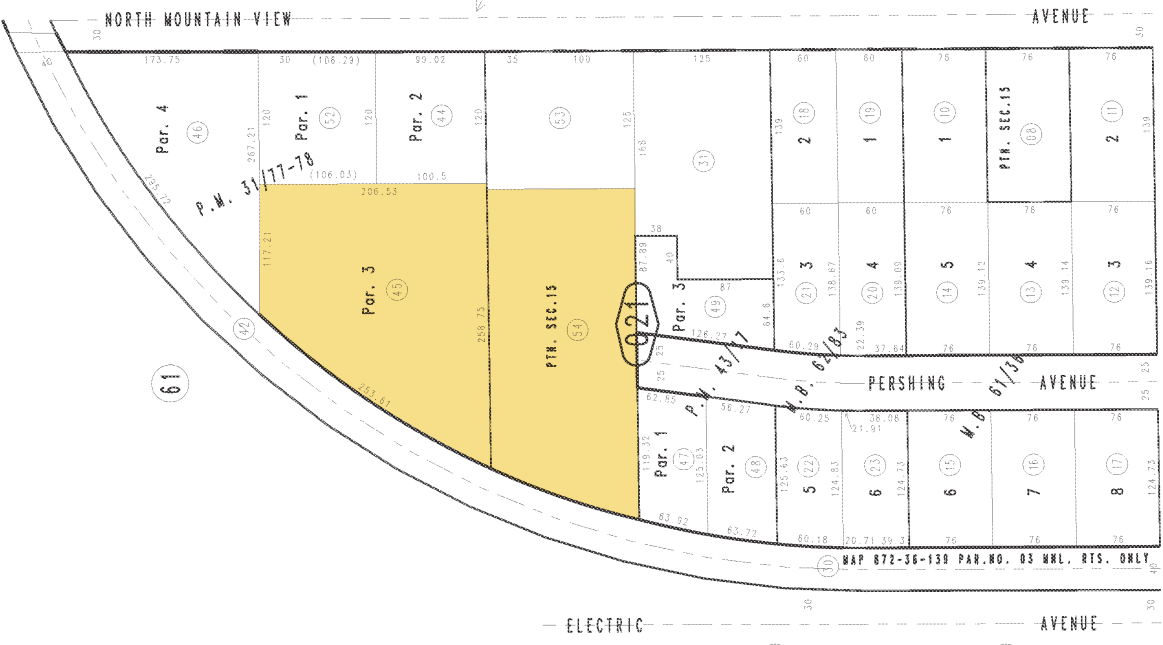 NORTH MOUNTAIN VIEW AVENUE
30 30
40 173.75 30 (106.29) 99.02 35 100 125 60 60 76 76 76
Par. 4 46 267.21 120 Par. 1 52 120 Par. 2 44 120 53 125 168 31 139 2 18 1 19 1 10 PTN. SEC.15 08 2 11 139
295.72 P.M. 31/77-78
(106.03) 100.5
206.53
60 60 76 76 76
117.21 Par. 3 45 258.75 PTN. SEC.15 54
38 87.89 40 87
021 Par. 3 49 64.6 126.27
133.6 3 21 138.67 4 20 139.09 5 14 139.12 4 13 139.14 3 12 139.16
60.29 22.39 37.64 76 76 76
42
253.61
61
25 25 P.M. 43/17 M.B. 62/83 M.B. 61/36 25 25
PERSHING AVENUE
62.65 56.27 60.25 21.91 38.08 76 76 76
119.32 Par. 1 47 125.03 Par. 2 48 125.63 5 22 124.83 6 23 124.73 6 15 7 16 8 17 124.73
63.92 63.72 60.18 20.71 39.3 76 76 76
30 MAP 872-36-139 PAR.NO. 03 MNL. RTS. ONLY 40
30 30
ELECTRIC AVENUE